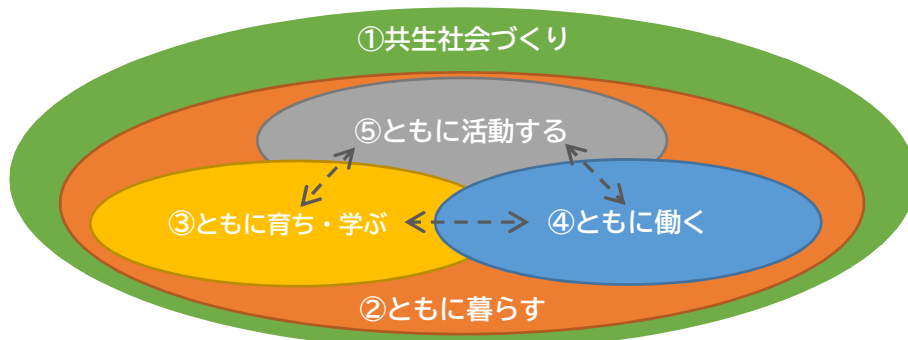 ①共生社会づくり
⑤ともに活動する
③ともに育ち・学ぶ
④ともに働く
②ともに暮らす